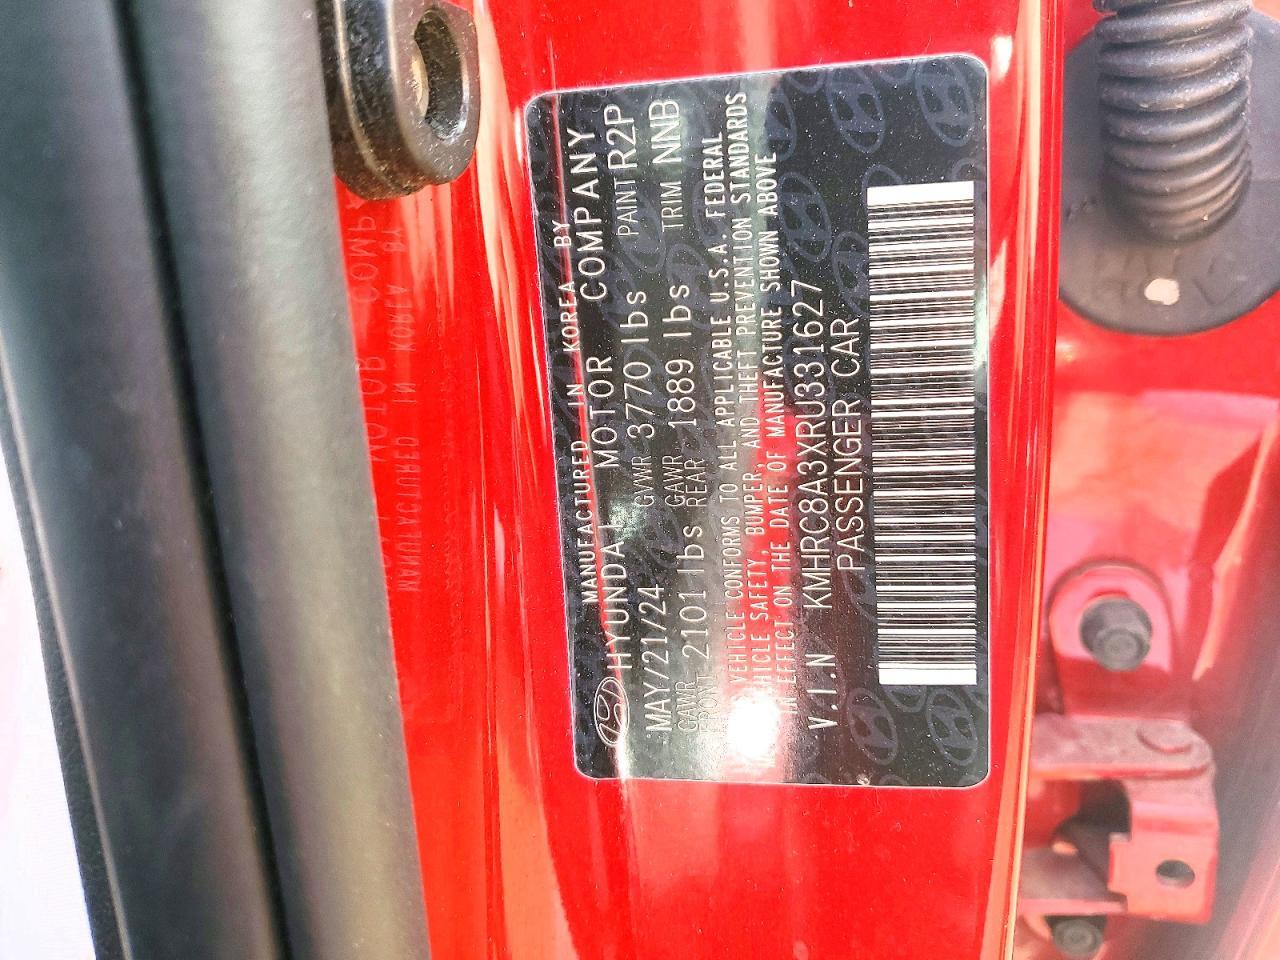 MANUFACTURED IN KOREA BY
HYUNDAI MOTOR COMPANY
MAY/21/24 GVWR 3770 lbs PAINT R2P
GAWR FRONT 2101 lbs GAWR REAR 1889 lbs TRIM NNB
VEHICLE CONFORMS TO ALL APPLICABLE U.S.A. FEDERAL
VEHICLE SAFETY, BUMPER, AND THEFT PREVENTION STANDARDS
IN EFFECT ON THE DATE OF MANUFACTURE SHOWN ABOVE
V.I.N KMHRC8A3XRU331627
PASSENGER CAR